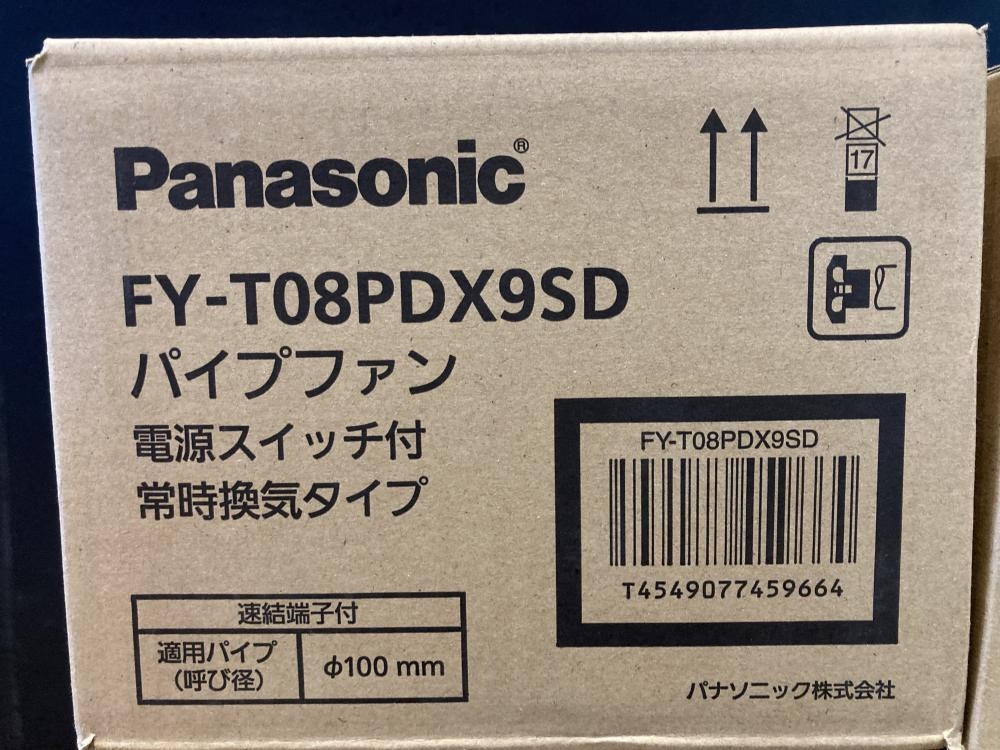 Panasonic®
17
FY-T08PDX9SD
パイプファン
電源スイッチ付
常時換気タイプ
FY-T08PDX9SD
T4549077459664
速結端子付
適用パイプ
(呼び径)
φ100 mm
パナソニック株式会社